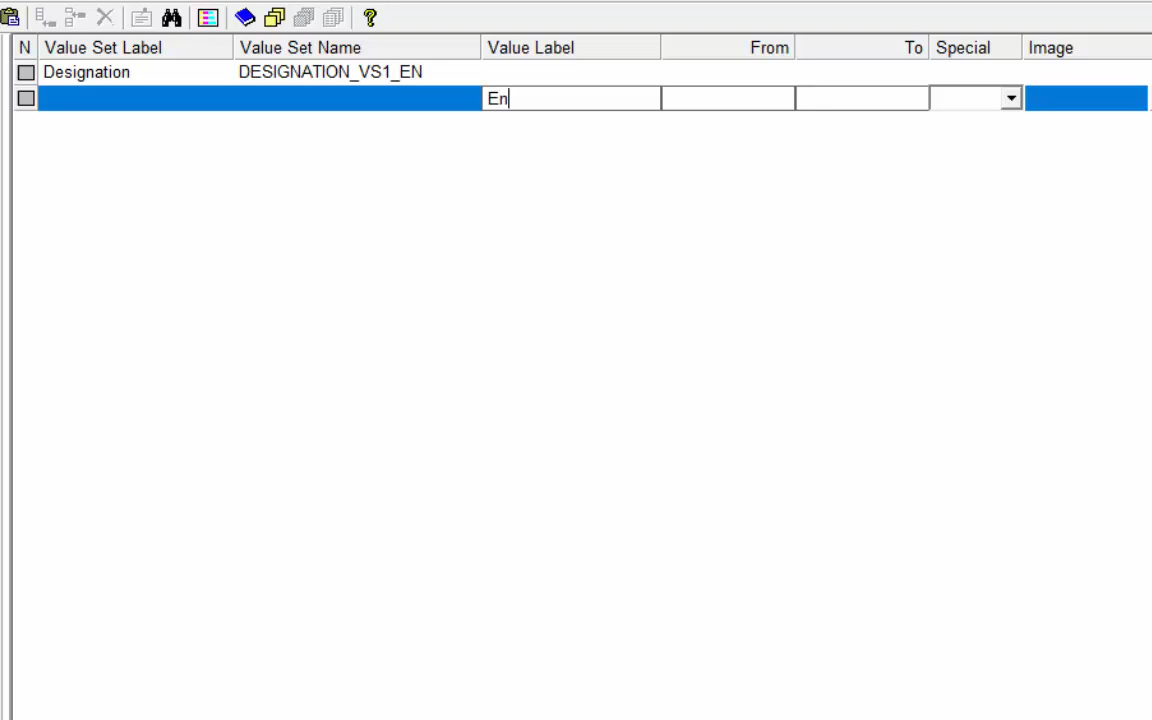 N Value Set Label Value Set Name Value Label From To Special Image
Designation DESIGNATION_VS1_EN
En